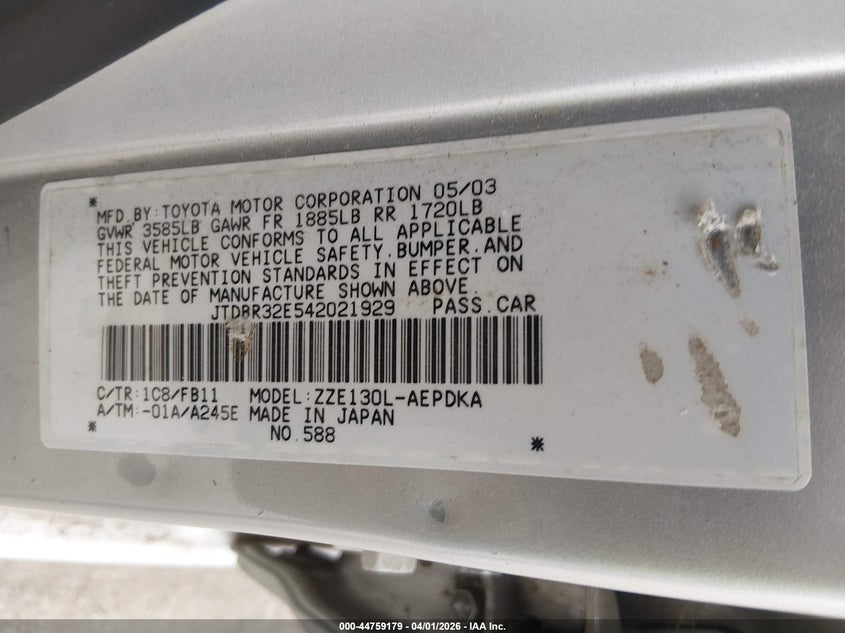 *
MFD.BY:TOYOTA MOTOR CORPORATION 05/03
GVWR 3585LB GAWR FR 1885LB RR 1720LB
THIS VEHICLE CONFORMS TO ALL APPLICABLE
FEDERAL MOTOR VEHICLE SAFETY,BUMPER,AND
THEFT PREVENTION STANDARDS IN EFFECT ON
THE DATE OF MANUFACTURE SHOWN ABOVE.
JTDBR32E542021929 PASS.CAR
C/TR:1C8/FB11 MODEL:ZZE130L-AEPDKA
A/TM:-01A/A245E MADE IN JAPAN
* NO.588 *
000-44759179 - 04/01/2026 - IAA Inc.